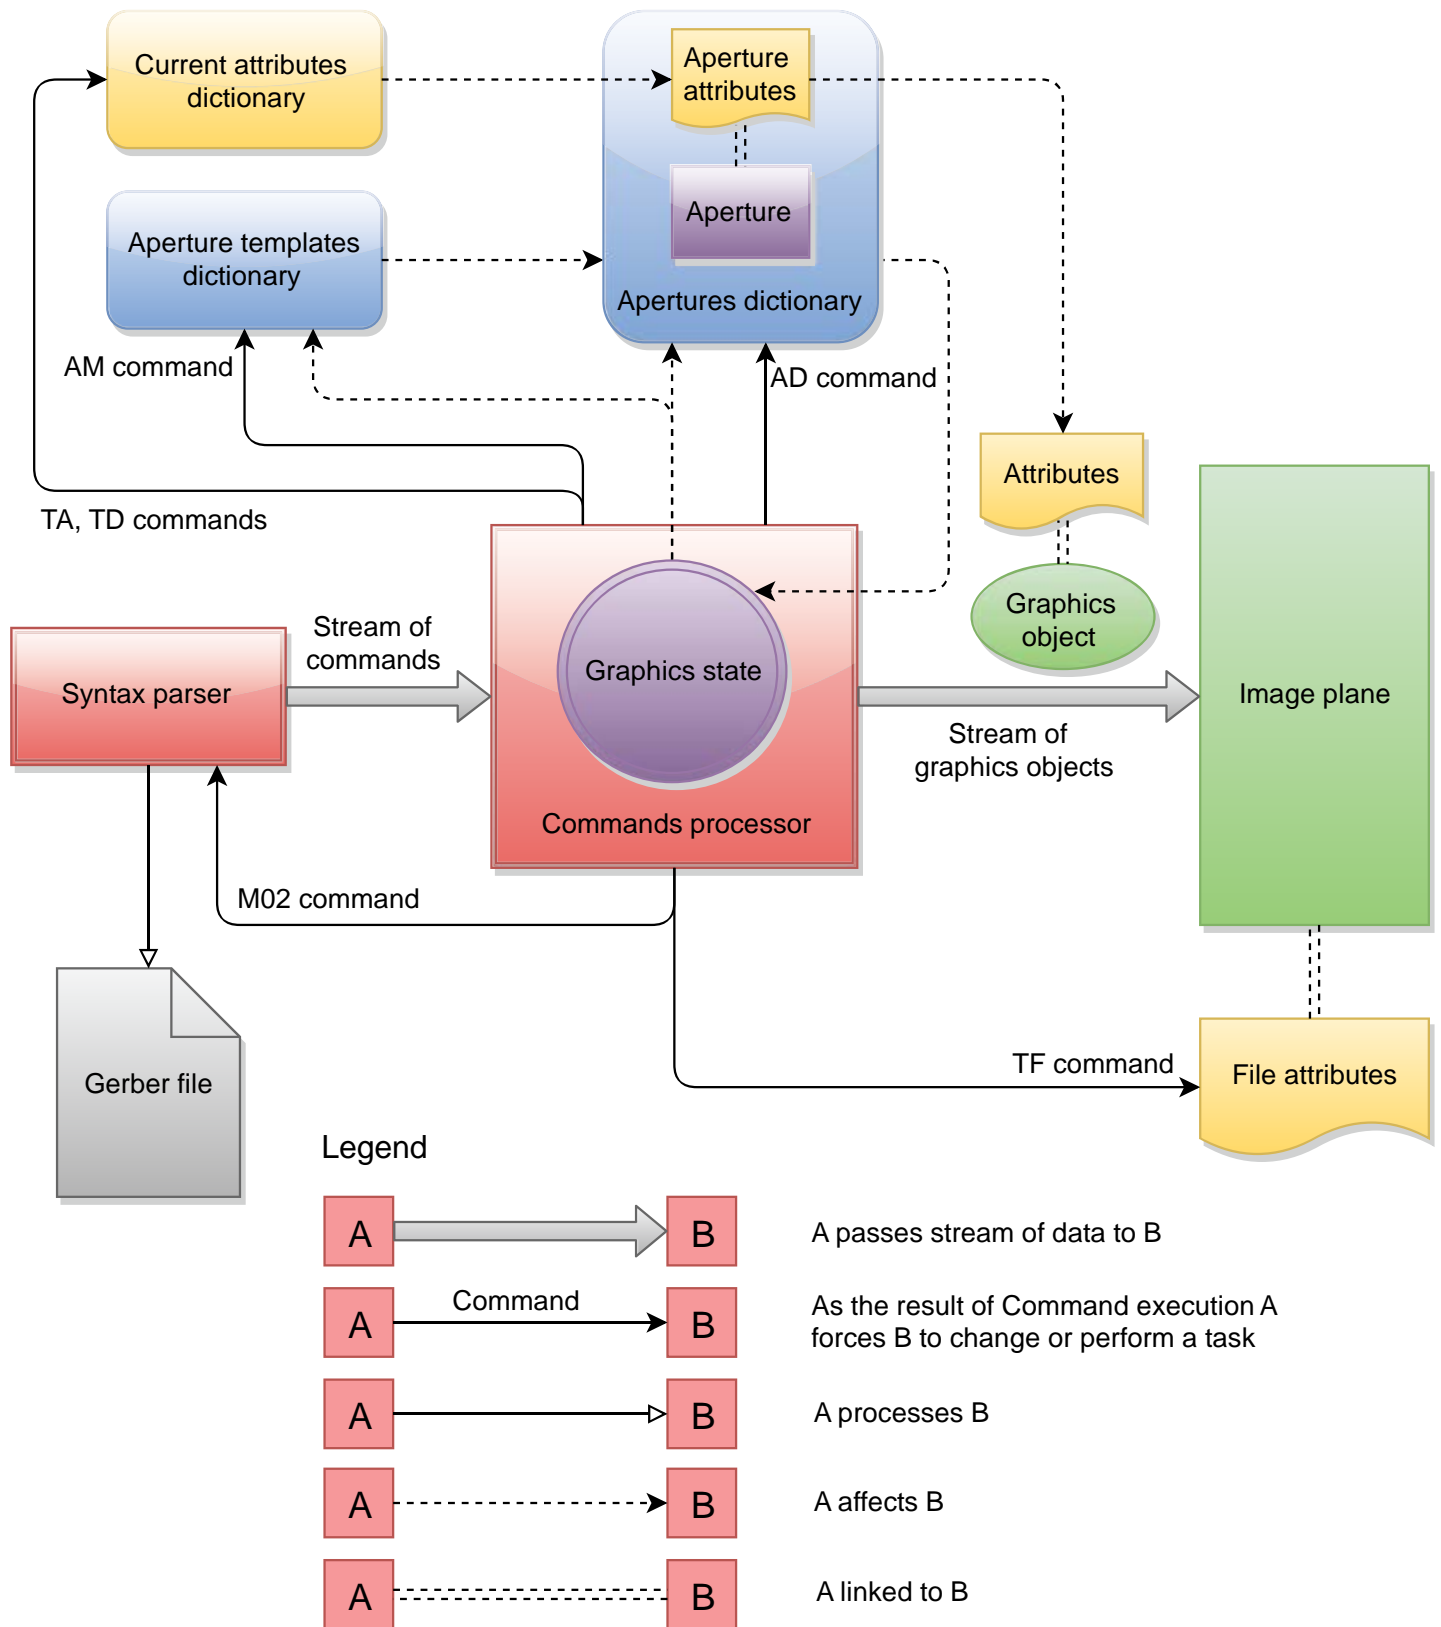 Current attributes
dictionary
Aperture
attributes
Aperture
Aperture templates
dictionary
Apertures dictionary
AM command
AD command
TA, TD commands
Attributes
Graphics
object
Stream of
commands
Syntax parser
Graphics state
Image plane
Stream of
graphics objects
Commands processor
M02 command
TF command
File attributes
Gerber file
Legend
A
B
A passes stream of data to B
A
Command
B
As the result of Command execution A
forces B to change or perform a task
A
B
A processes B
A
B
A affects B
A
B
A linked to B